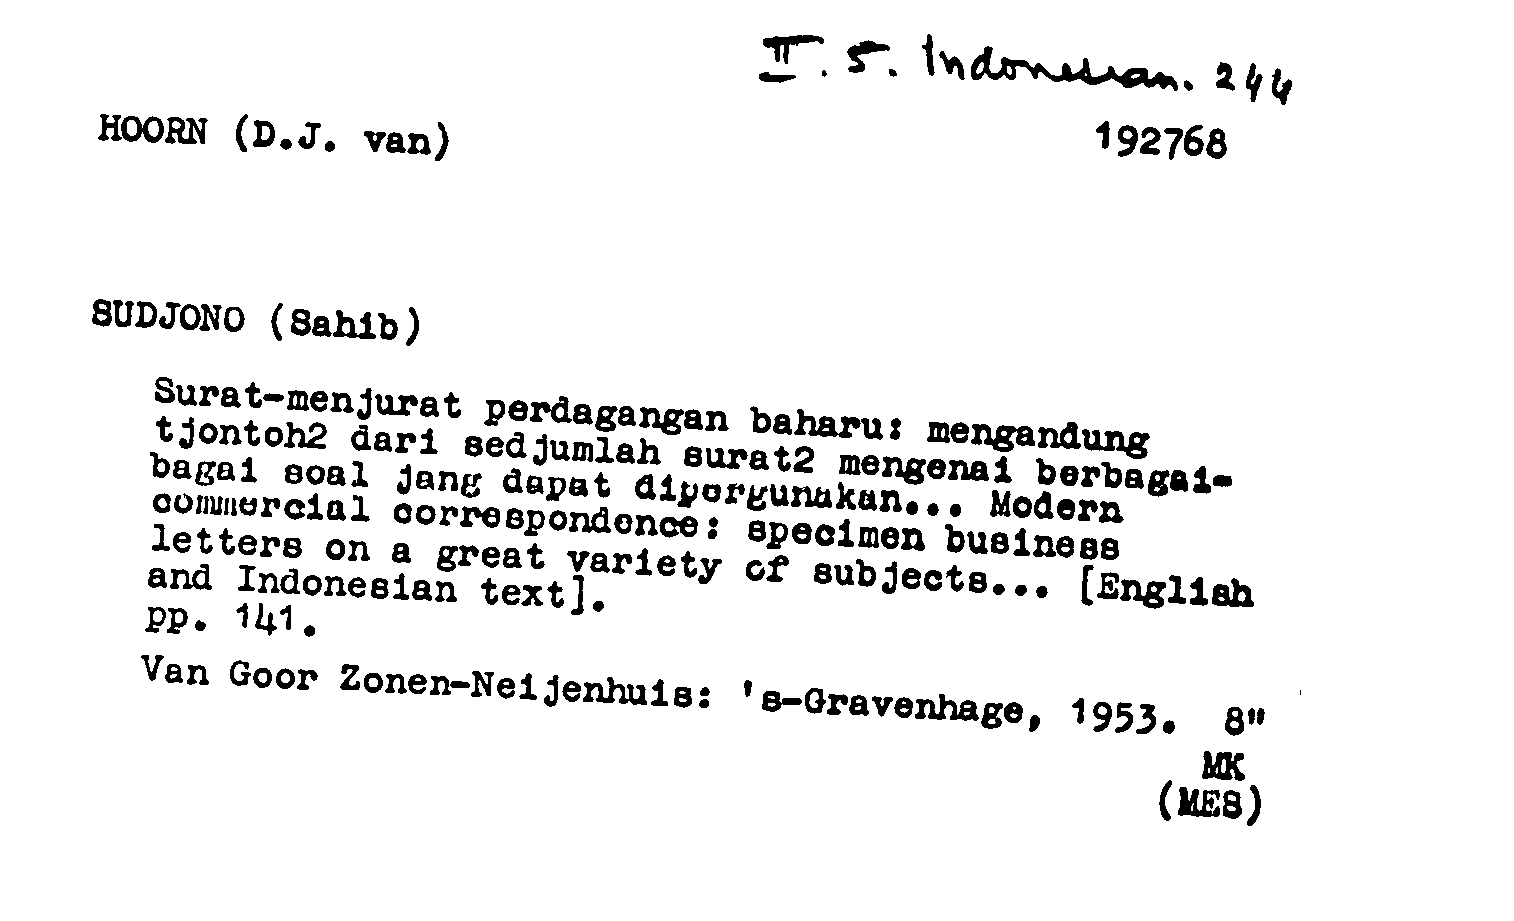 II. 5. Indonesian. 244
HOORN (D.J. van) 192768
SUDJONO (Sahib)
Surat-menjurat perdagangan baharu: mengandung
tjontoh2 dari sedjumlah surat2 mengenai berbagai-
bagai soal jang dapat dipergunakan... Modern
commercial correspondence: specimen business
letters on a great variety of subjects... [English
and Indonesian text].
pp. 141.
Van Goor Zonen-Neijenhuis: 's-Gravenhage, 1953. 8"
MK
(MES)